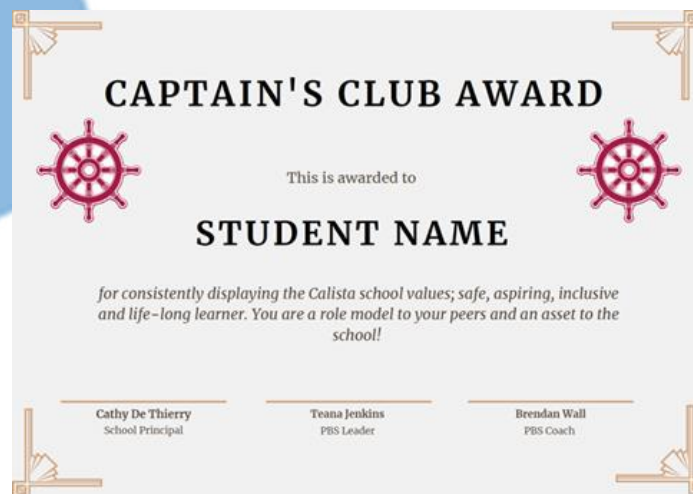 CAPTAIN'S CLUB AWARD
This is awarded to
STUDENT NAME
for consistently displaying the Calista school values; safe, aspiring, inclusive
and life-long learner. You are a role model to your peers and an asset to the
school!
Cathy De Thierry
School Principal
Teana Jenkins
PBS Leader
Brendan Wall
PBS Coach